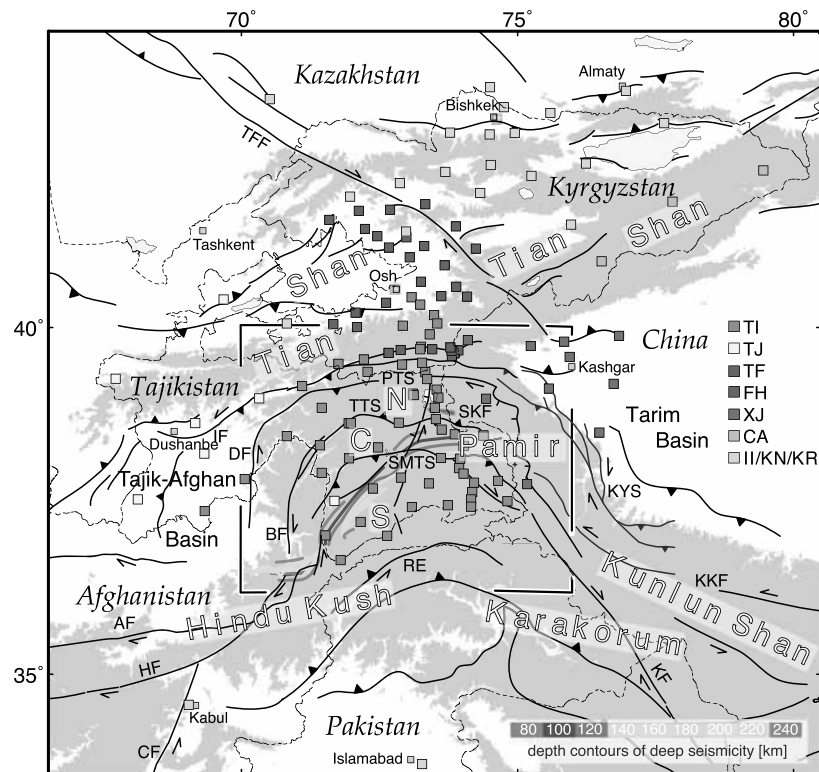 70° 75° 80°
Kazakhstan
Almaty
Bishkek
TFF
Kyrgyzstan
Tashkent
Tian Shan
Osh
Shan
40°
China
Tian
Kashgar
Tajikistan
PTS
N
TTS
SKF
Tarim
Basin
Dushanbe
IF
DF
C
Pamir
SMTS
Tajik-Afghan
Basin
KYS
S
BF
RE
KKF
Kunlun Shan
Afghanistan
Hindu Kush
Karakorum
AF
HF
KF
35°
Kabul
CF
Pakistan
Islamabad
TI
TJ
TF
FH
XJ
CA
II/KN/KR
80 100 120 140 160 180 200 220 240
depth contours of deep seismicity [km]